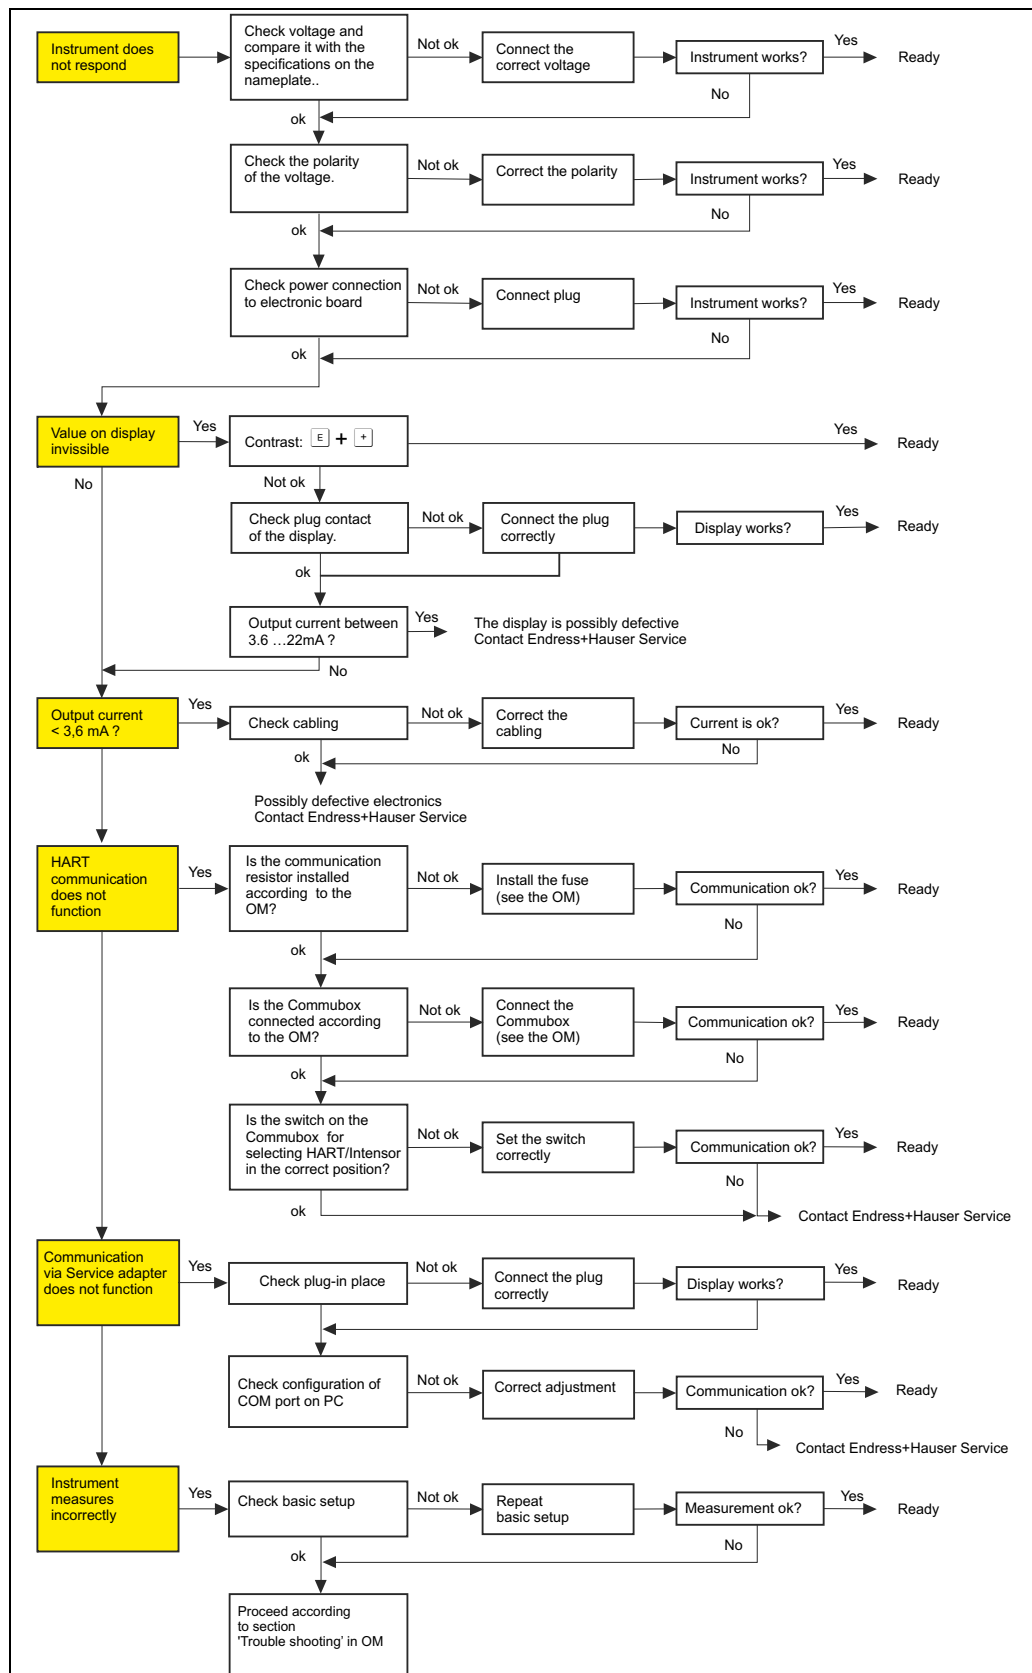 Instrument does
not respond
Check voltage and
compare it with the
specifications on the
nameplate..
Not ok
Connect the
correct voltage
Instrument works?
Yes
Ready
No
ok
Check the polarity
of the voltage.
Not ok
Correct the polarity
Instrument works?
Yes
Ready
No
ok
Check power connection
to electronic board
Not ok
Connect plug
Instrument works?
Yes
Ready
No
ok
Value on display
invissible
Yes
Contrast: E + +
Yes
Ready
No
Not ok
Check plug contact
of the display.
Not ok
Connect the plug
correctly
Display works?
Yes
Ready
ok
Output current between
3.6 ...22mA ?
Yes
The display is possibly defective
Contact Endress+Hauser Service
No
Output current
< 3,6 mA ?
Yes
Check cabling
Not ok
Correct the
cabling
Current is ok?
Yes
Ready
No
ok
Possibly defective electronics
Contact Endress+Hauser Service
HART
communication
does not
function
Yes
Is the communication
resistor installed
according to the
OM?
Not ok
Install the fuse
(see the OM)
Communication ok?
Yes
Ready
No
ok
Is the Commubox
connected according
to the OM?
Not ok
Connect the
Commubox
(see the OM)
Communication ok?
Yes
Ready
No
ok
Is the switch on the
Commubox for
selecting HART/Intensor
in the correct position?
Not ok
Set the switch
correctly
Communication ok?
Yes
Ready
No
ok
Contact Endress+Hauser Service
Communication
via Service adapter
does not function
Yes
Check plug-in place
Not ok
Connect the plug
correctly
Display works?
Yes
Ready
Check configuration of
COM port on PC
Not ok
Correct adjustment
Communication ok?
Yes
Ready
No
Contact Endress+Hauser Service
Instrument
measures
incorrectly
Yes
Check basic setup
Not ok
Repeat
basic setup
Measurement ok?
Yes
Ready
No
ok
Proceed according
to section
'Trouble shooting' in OM